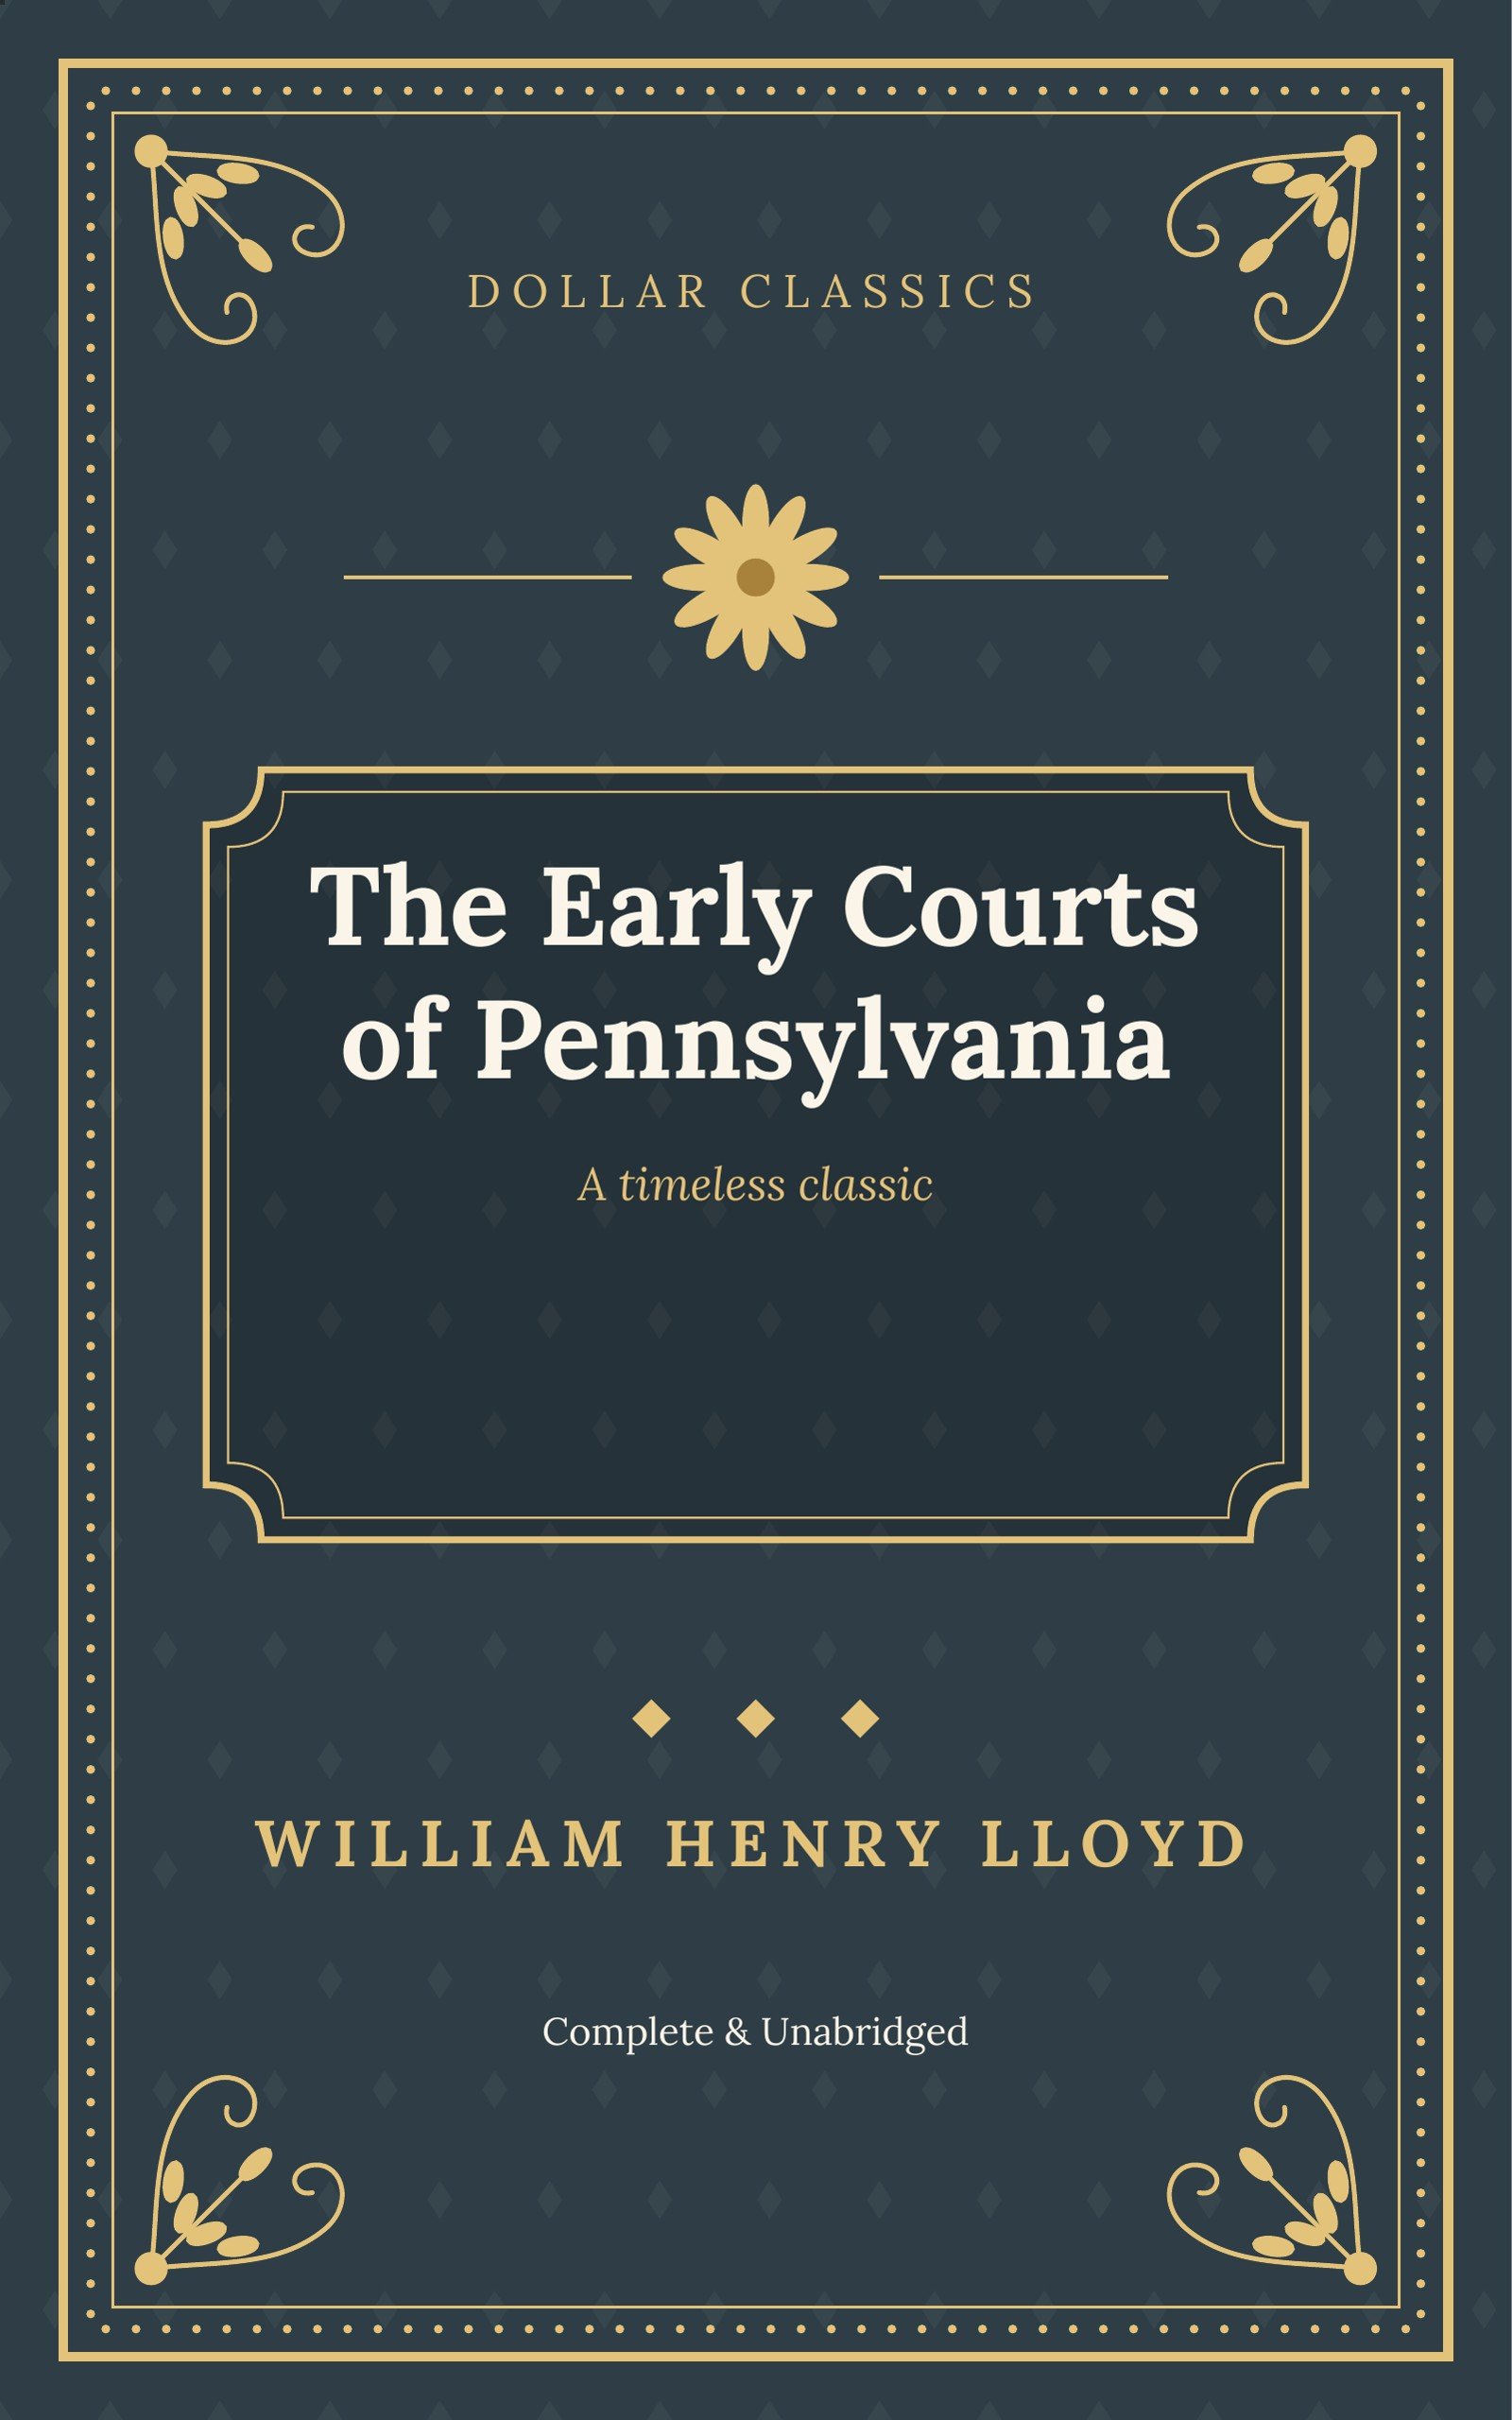 DOLLAR CLASSICS
The Early Courts
of Pennsylvania
A timeless classic
WILLIAM HENRY LLOYD
Complete & Unabridged